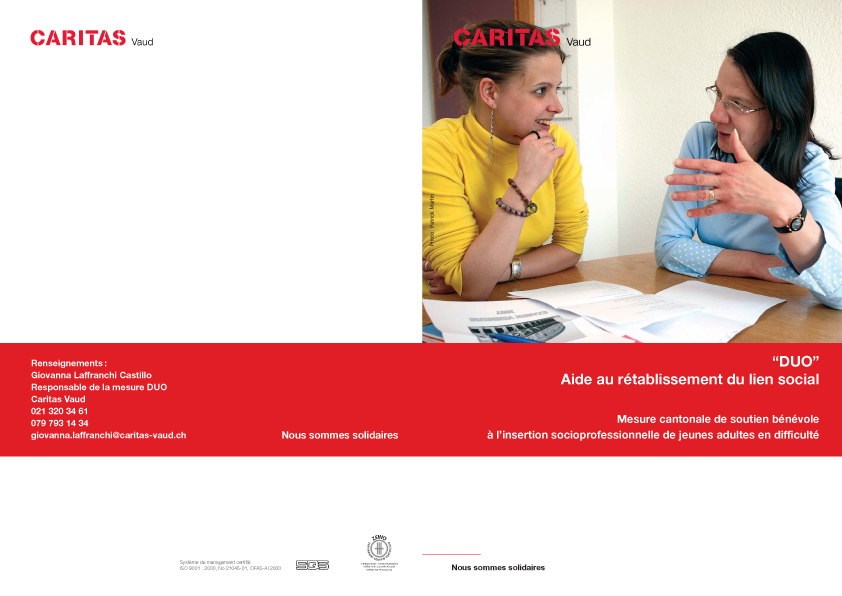 CARITAS Vaud
Renseignements :
Giovanna Laffranchi Castillo
Responsable de la mesure DUO
Caritas Vaud
021 320 34 61
079 793 14 34
giovanna.laffranchi@caritas-vaud.ch
Nous sommes solidaires
Système de management certifié
ISO 9001 : 2000, No 21045-01, OFAS-AI 2000
SQS
ZEWO
CARITAS Vaud
Photo: Patrick Martin
“DUO”
Aide au rétablissement du lien social
Mesure cantonale de soutien bénévole
à l’insertion socioprofessionnelle de jeunes adultes en difficulté
Nous sommes solidaires